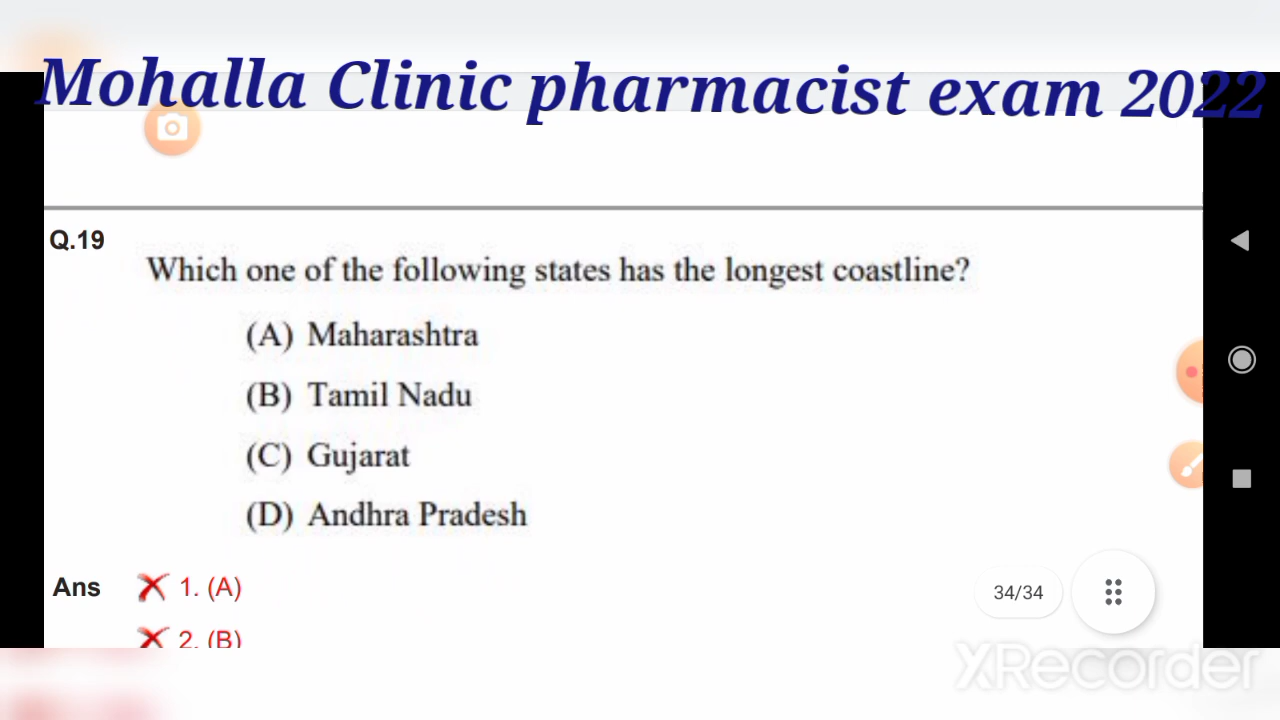 Mohalla Clinic pharmacist exam 2022
Q.19
Which one of the following states has the longest coastline?
(A) Maharashtra
(B) Tamil Nadu
(C) Gujarat
(D) Andhra Pradesh
Ans 1. (A)
34/34
2. (B)
XRecorder